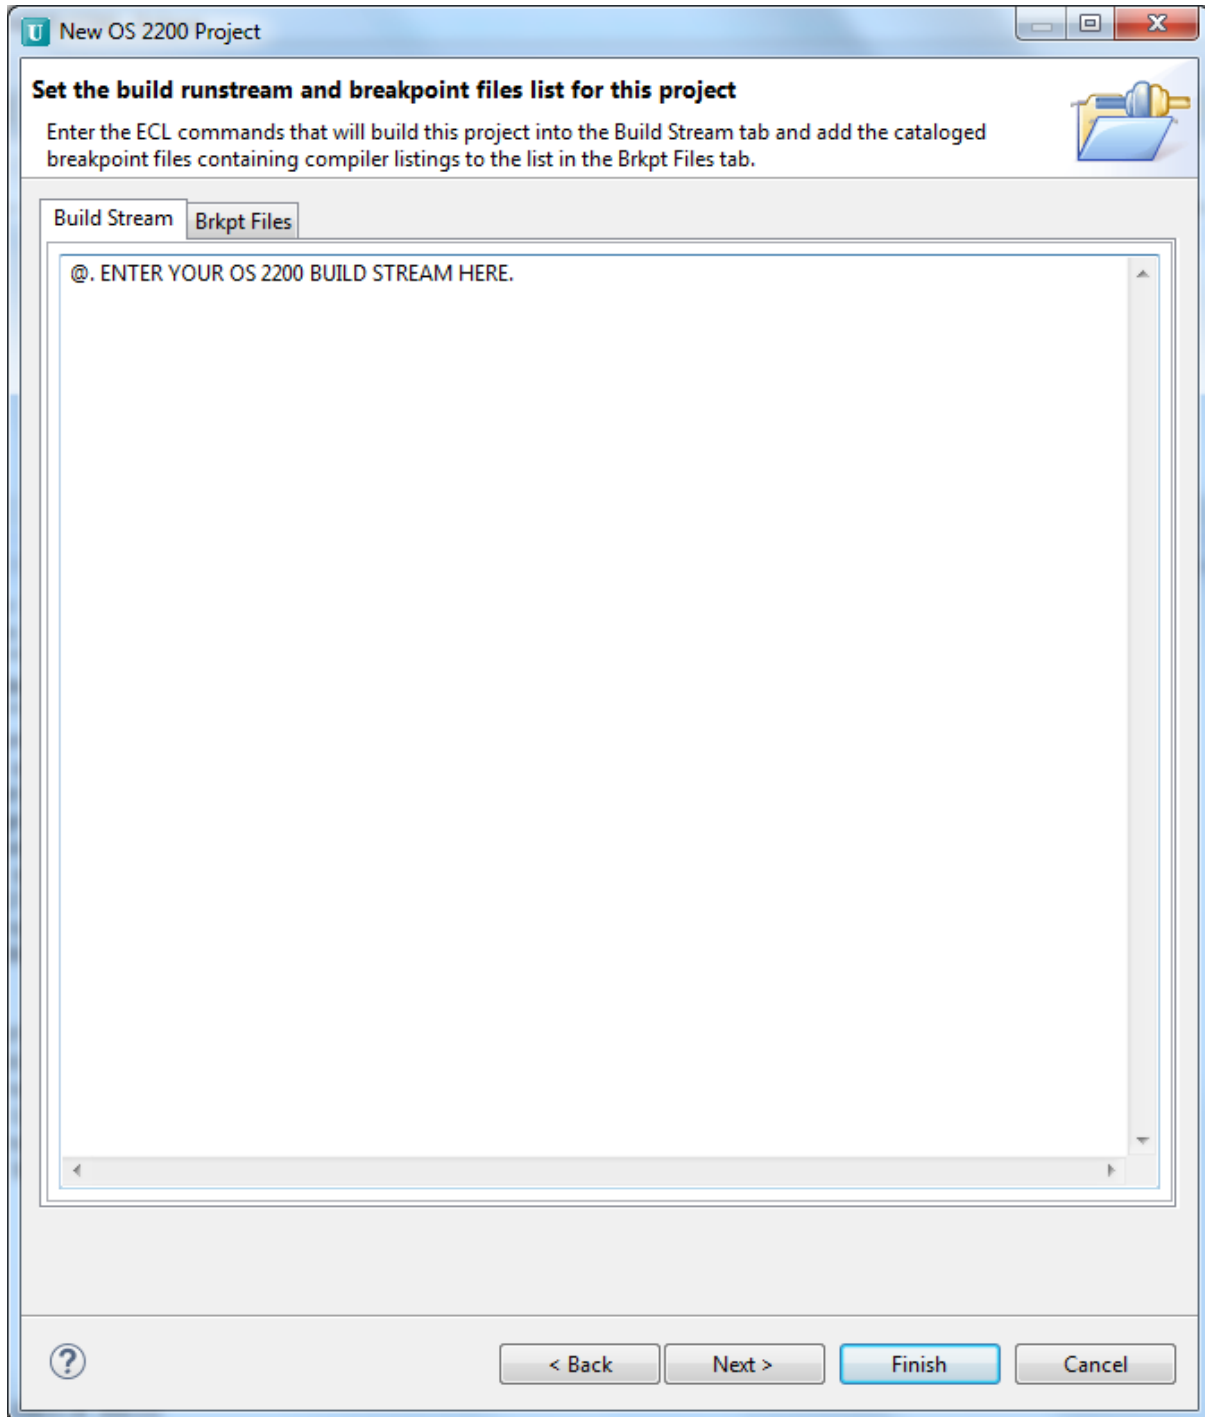 U New OS 2200 Project
Set the build runstream and breakpoint files list for this project
Enter the ECL commands that will build this project into the Build Stream tab and add the cataloged
breakpoint files containing compiler listings to the list in the Brkpt Files tab.
Build Stream Brkpt Files
@. ENTER YOUR OS 2200 BUILD STREAM HERE.
? < Back Next > Finish Cancel